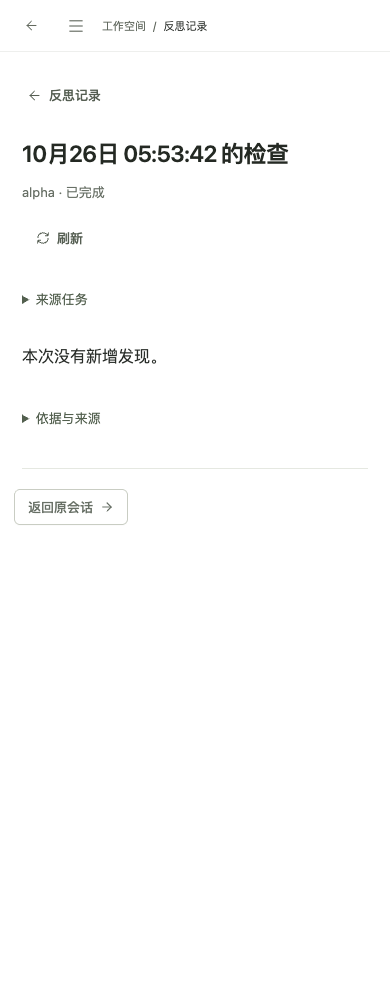 工作空间 / 反思记录
反思记录
10月26日 05:53:42 的检查
alpha · 已完成
刷新
来源任务
本次没有新增发现。
依据与来源
返回原会话